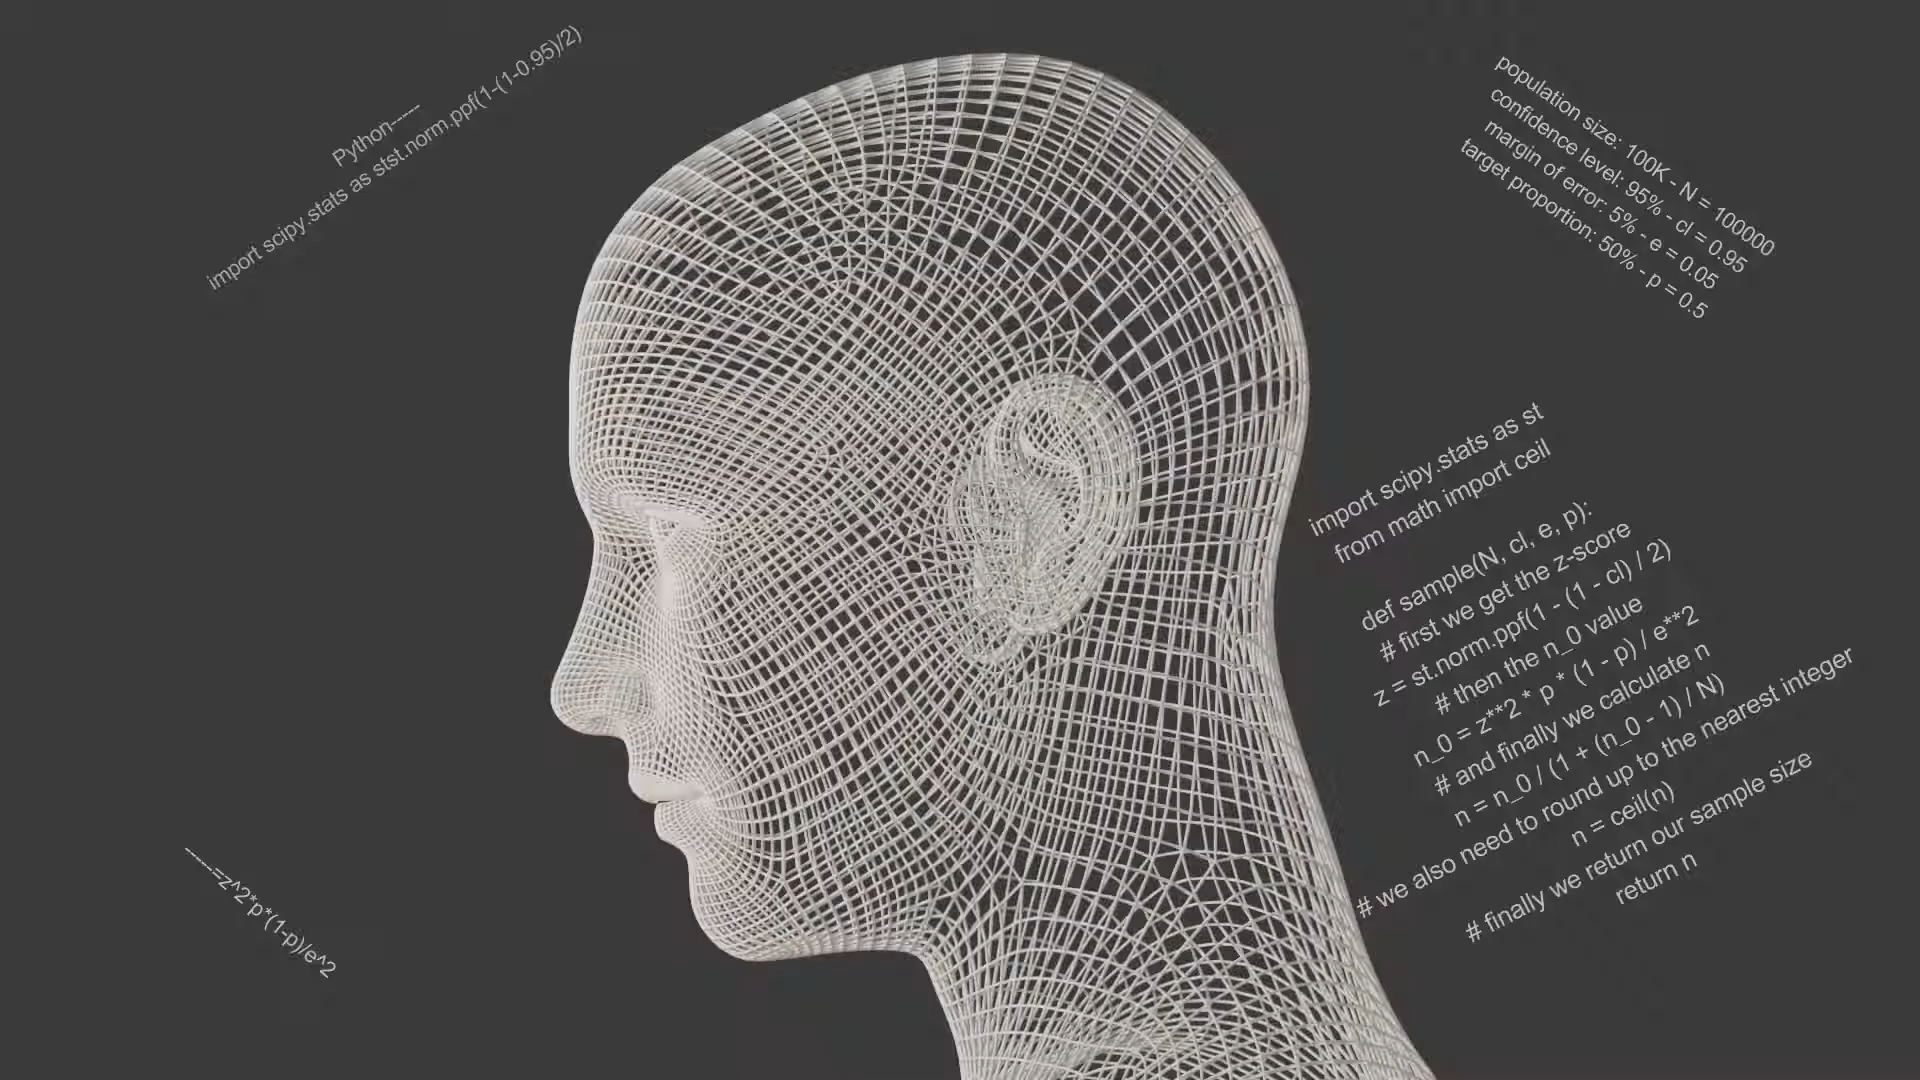 Python-----
import scipy.stats as stst.norm.ppf(1-(1-0.95)/2)
population size: 100K - N = 100000
confidence level: 95% - cl = 0.95
margin of error: 5% - e = 0.05
target proportion: 50% - p = 0.5
import scipy.stats as st
from math import ceil
def sample(N, cl, e, p):
# first we get the z-score
z = st.norm.ppf(1 - (1 - cl) / 2)
# then the n_0 value
n_0 = z**2 * p * (1 - p) / e**2
# and finally we calculate n
n = n_0 / (1 + (n_0 - 1) / N)
# we also need to round up to the nearest integer
n = ceil(n)
# finally we return our sample size
return n
-----=z^2*p*(1-p)/e^2